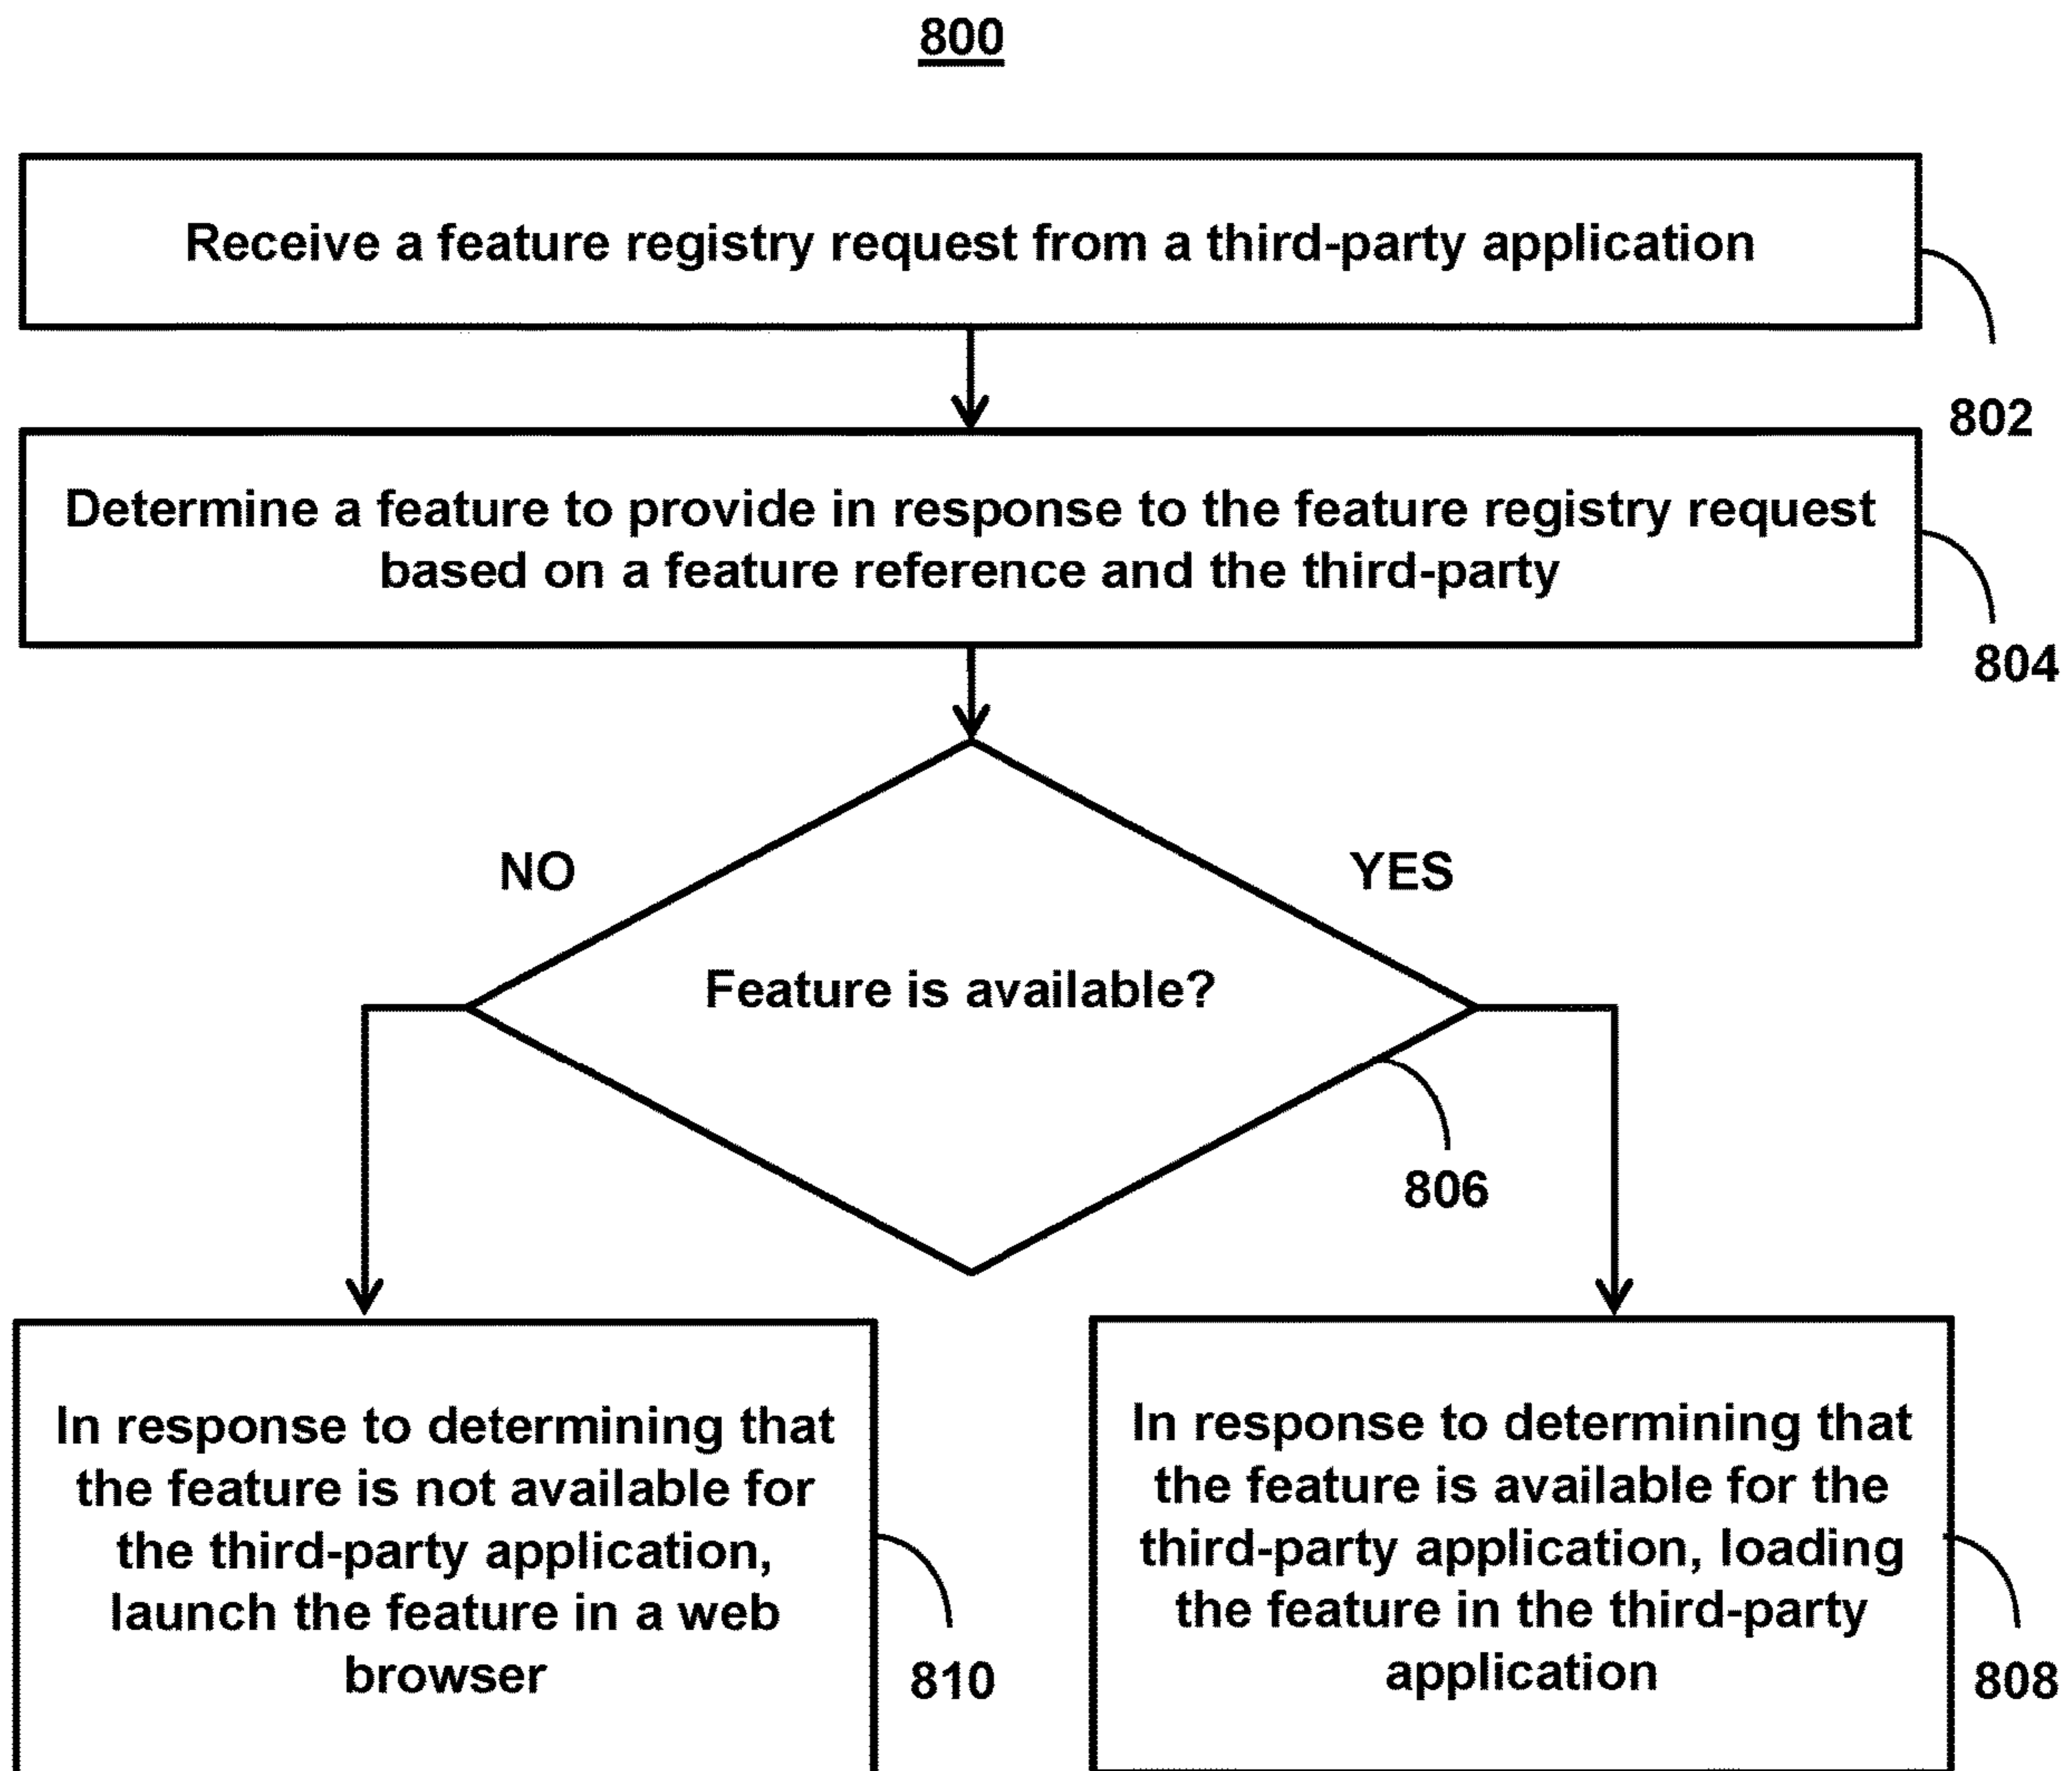 800
Receive a feature registry request from a third-party application
802
Determine a feature to provide in response to the feature registry request
based on a feature reference and the third-party
804
NO
YES
Feature is available?
806
In response to determining that
the feature is not available for
the third-party application,
launch the feature in a web
browser
810
In response to determining that
the feature is available for the
third-party application, loading
the feature in the third-party
application
808